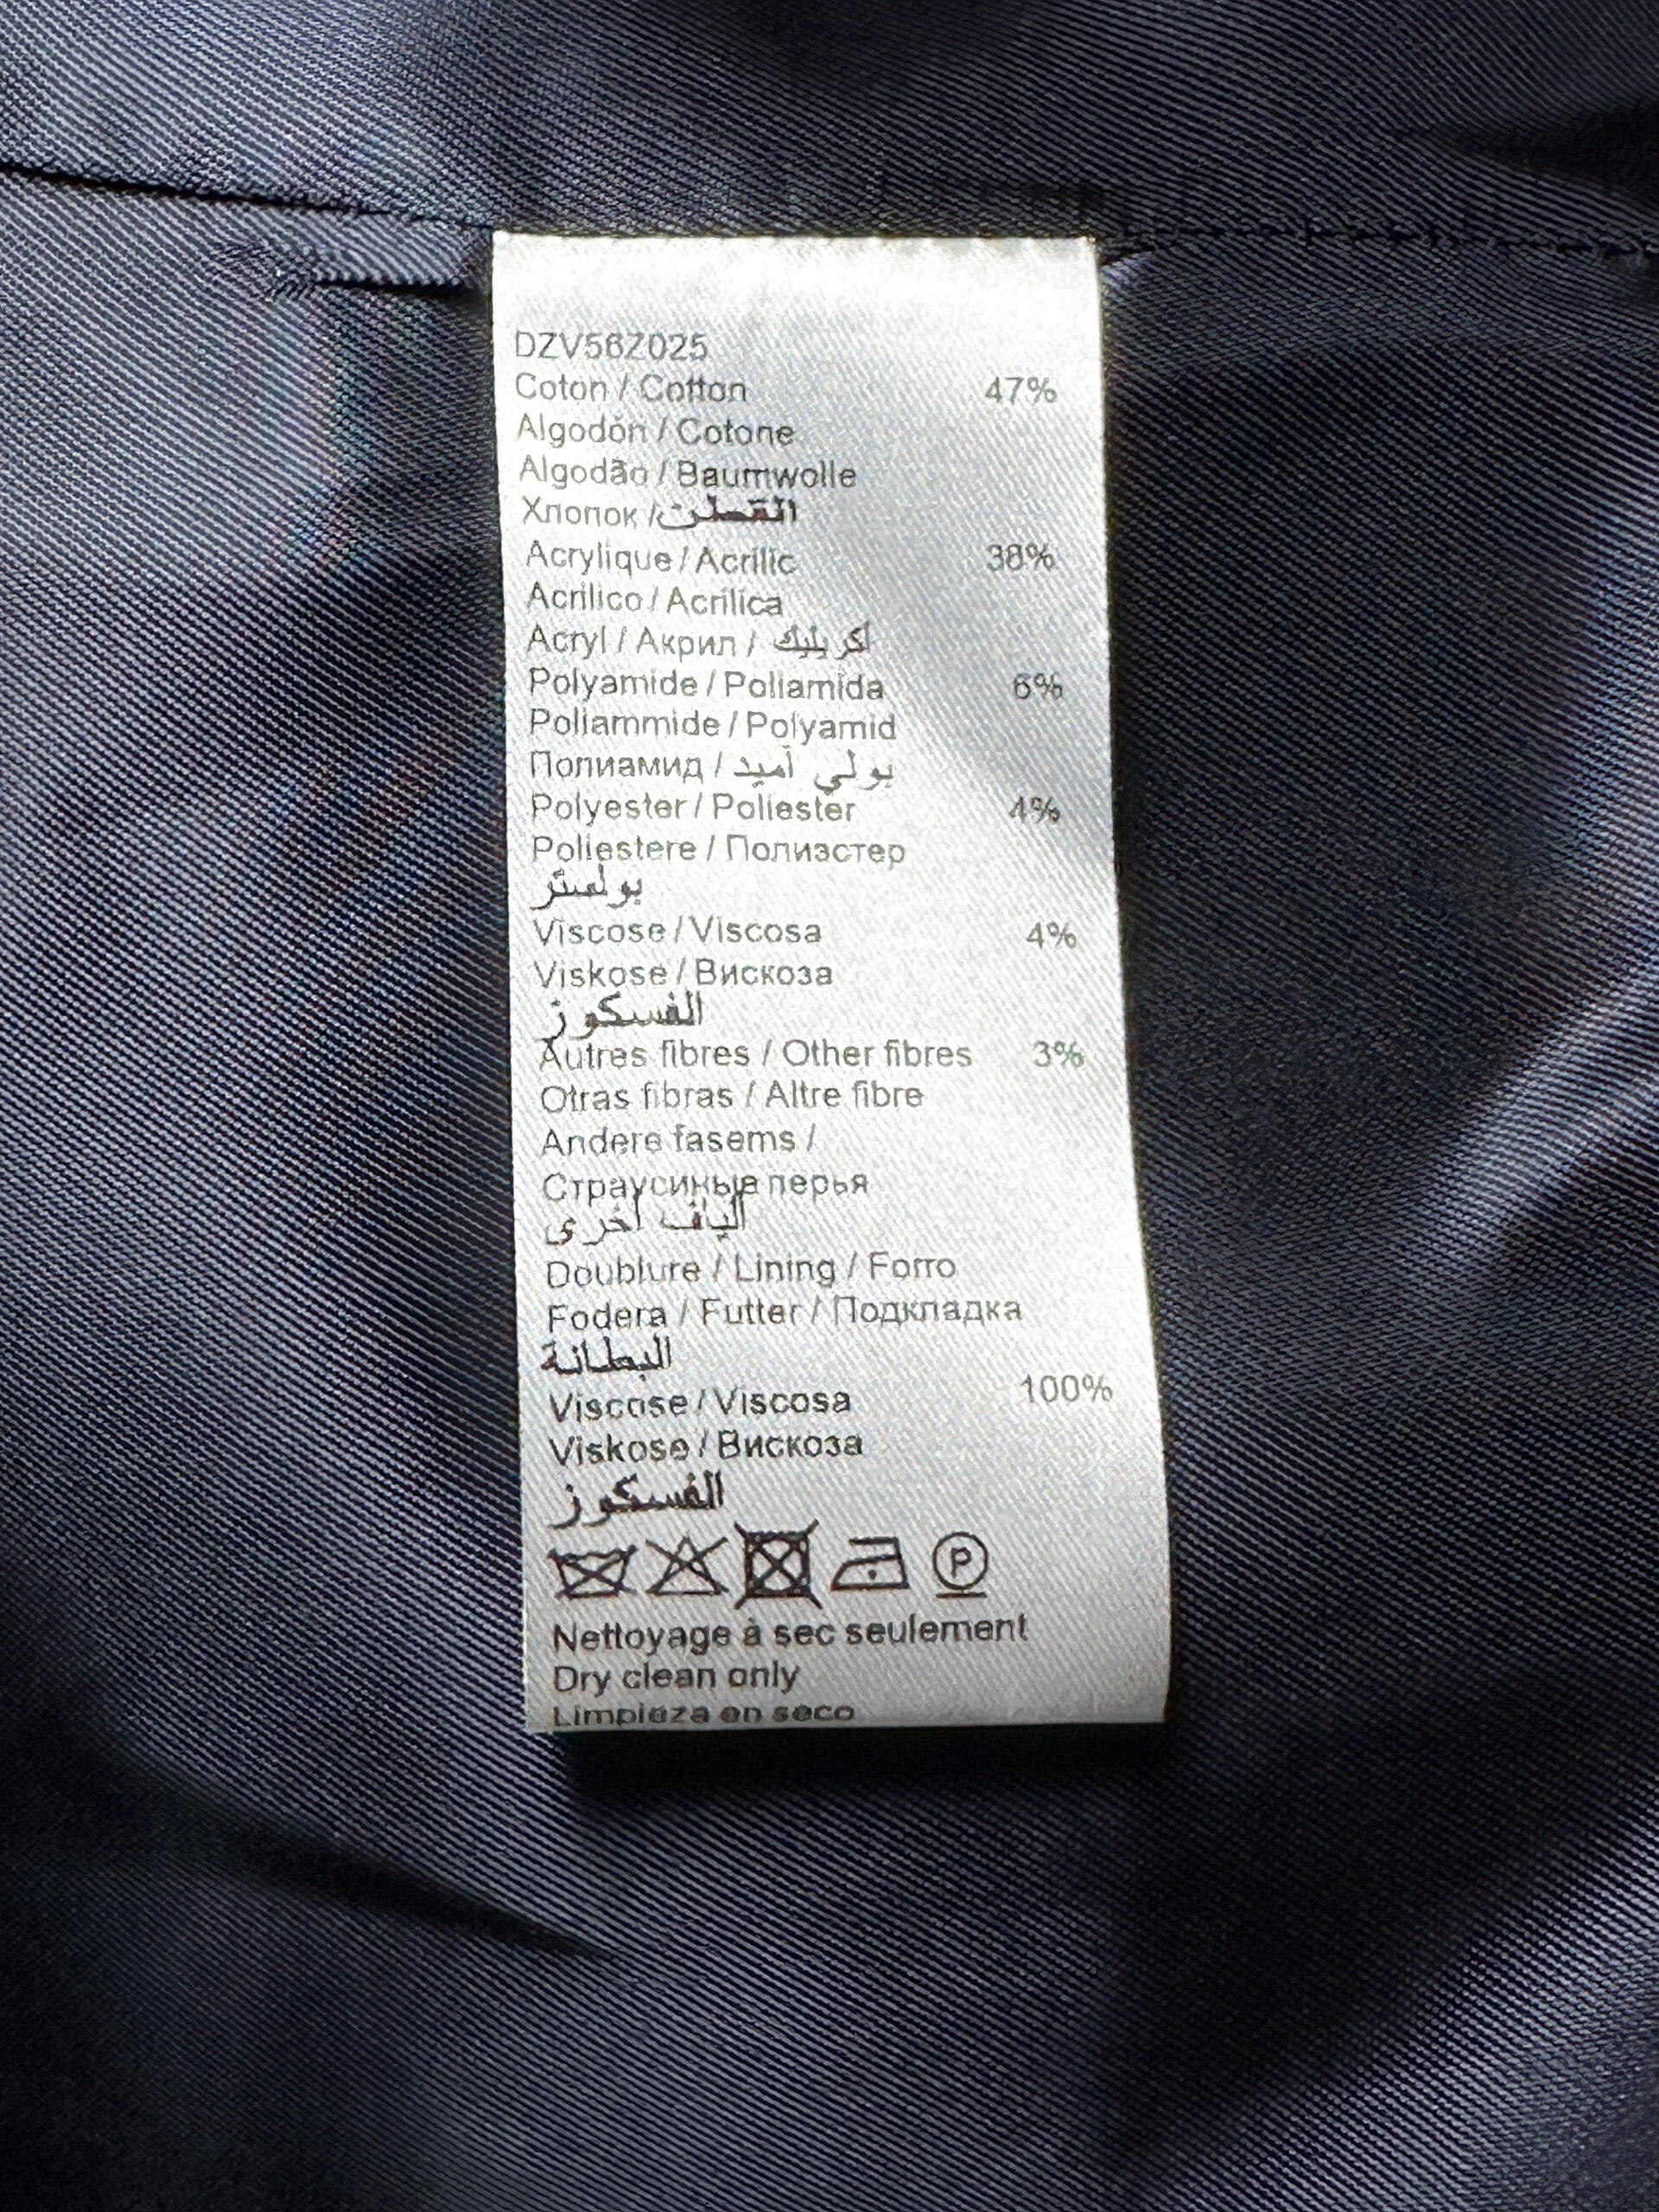 DZV56Z025
Coton / Cotton 47%
Algodón / Cotone
Algodão / Baumwolle
Хлопок / القطن
Acrylique / Acrilic 38%
Acrílico / Acrilica
Acryl / Акрил / أكريليك
Polyamide / Poliamida 6%
Poliammide / Polyamid
Полиамид / بولي أميد
Polyester / Poliester 4%
Poliestere / Полиэстер
بولستر
Viscose / Viscosa 4%
Viskose / Вискоза
الفسكوز
Autres fibres / Other fibres 3%
Otras fibras / Altre fibre
Andere fasems /
Страусиные перья
ألياف أخرى
Doublure / Lining / Forro
Fodera / Futter / Подкладка
البطانة
Viscose / Viscosa 100%
Viskose / Вискоза
الفسكوز
P
Nettoyage à sec seulement
Dry clean only
Limpieza en seco